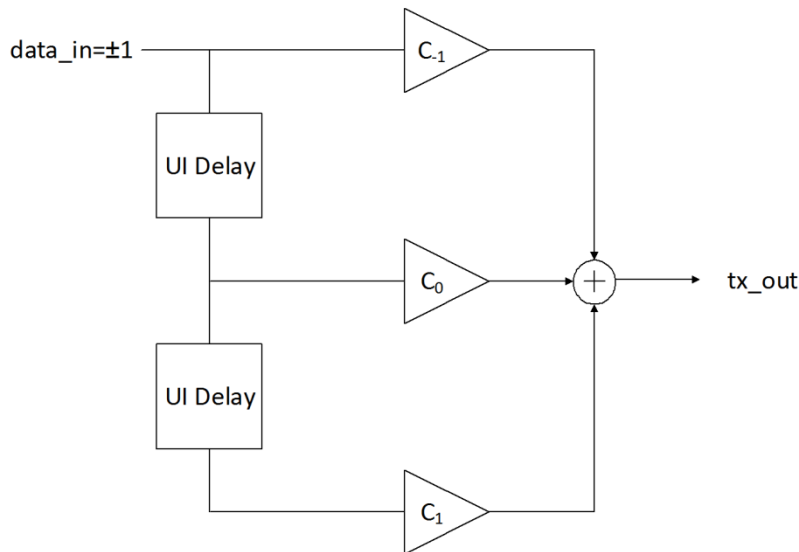 data_in=±1
C-1
UI Delay
C0
+
tx_out
UI Delay
C1